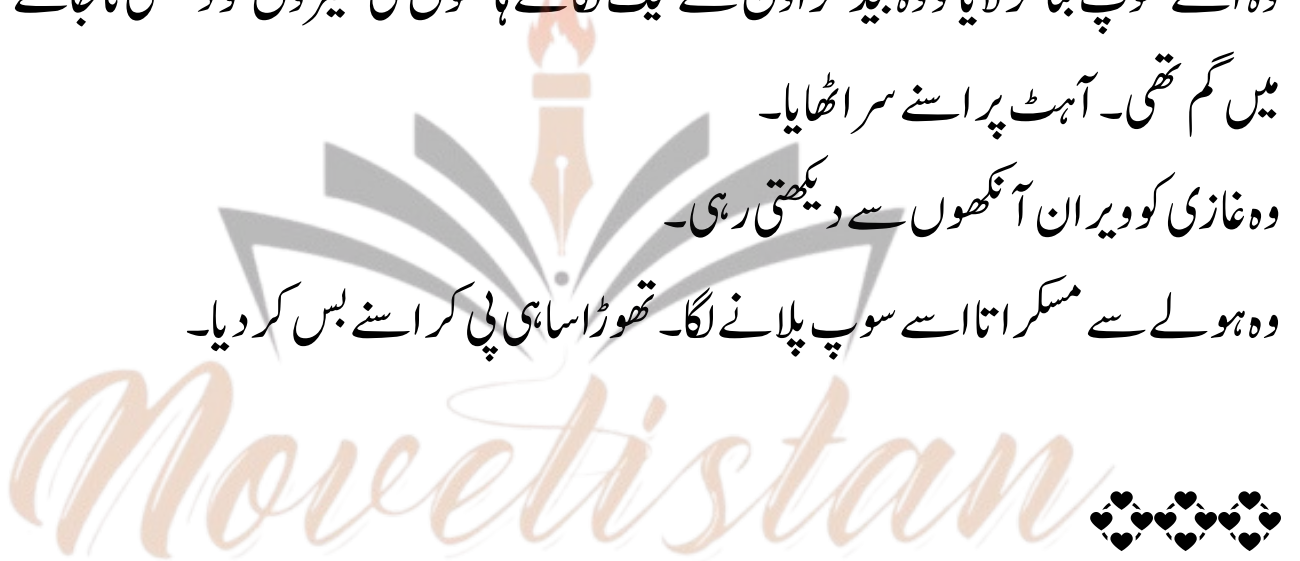 میں گم تھی۔ آہٹ پر اسنے سر اٹھایا۔
وہ غازی کو ویران آنکھوں سے دیکھتی رہی۔
وہ ہولے سے مسکراتا اسے سوپ پلانے لگا۔ تھوڑا سا ہی پی کر اسنے بس کر دیا۔
Novelistan